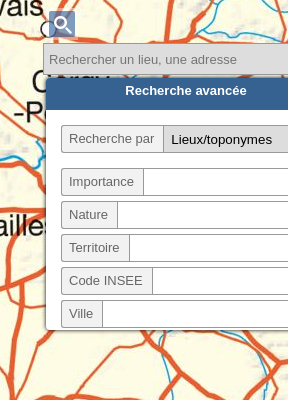 vais
Rechercher un lieu, une adresse
Recherche avancée
Recherche par
Lieux/toponymes
Importance
Nature
Territoire
ailles
Code INSEE
Ville